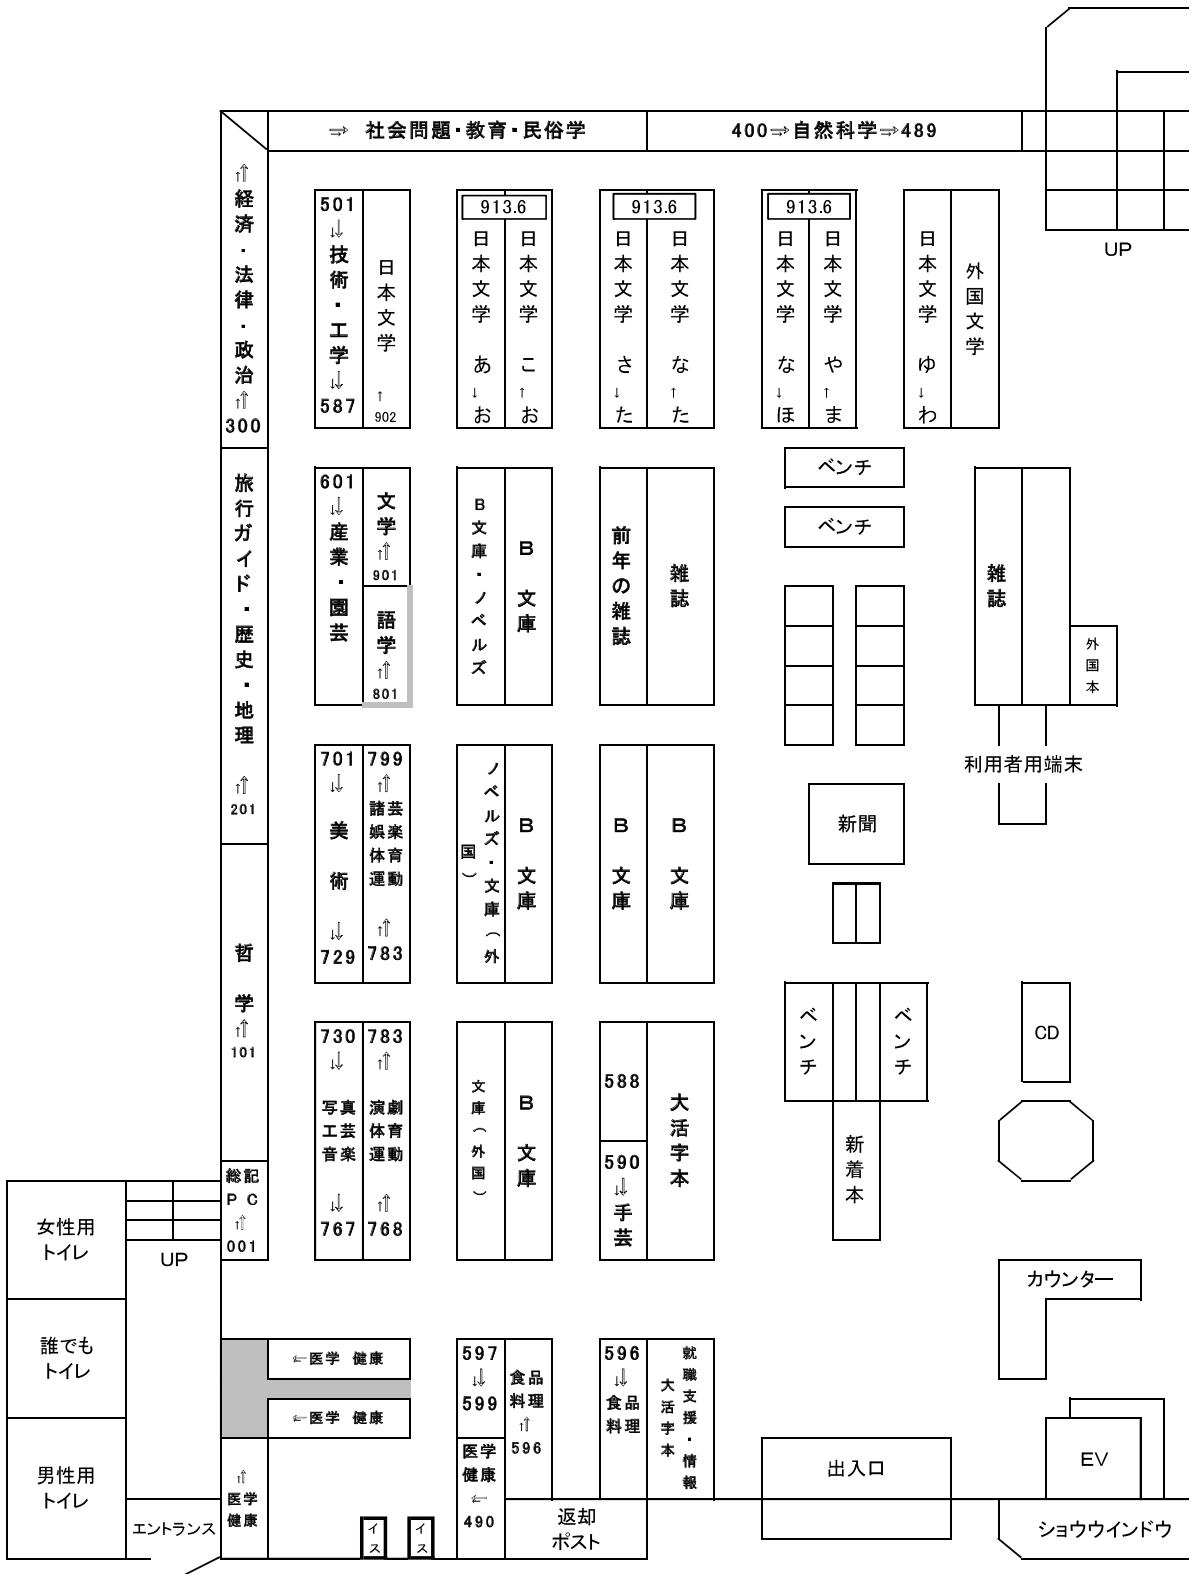 ⇒ 社会問題・教育・民俗学
400⇒自然科学⇒489
UP
⇑経済・法律・政治⇑300
501⇓技術・工学⇓587
日本文学 ↑902
913.6
日本文学 あ↓お
日本文学 こ↑お
913.6
日本文学 さ↓た
日本文学 な↑た
913.6
日本文学 な↓ほ
日本文学 や↑ま
日本文学 ゆ↓わ
外国文学
ベンチ
ベンチ
旅行ガイド・歴史・地理 ⇑201
601⇓産業・園芸
文学⇑901
語学⇑801
B文庫・ノベルズ
B 文庫
前年の雑誌
雑誌
雑誌
外国本
利用者用端末
701⇓ 美術 ⇓729
799⇑
諸芸
娯楽
体育
運動
⇑783
ノベルズ・文庫（外国）
B 文庫
B 文庫
B 文庫
新聞
哲学⇑101
730⇓
写真
工芸
音楽
⇓767
783⇑
演劇
体育
運動
⇑768
文庫（外国）
B 文庫
588
590⇓手芸
大活字本
ベンチ
ベンチ
新着本
CD
総記
PC
⇑
001
女性用
トイレ
UP
誰でも
トイレ
男性用
トイレ
エントランス
⇐医学 健康
⇐医学 健康
⇑
医学
健康
イス
イス
597
⇓
599
医学
健康
⇐
490
食品
料理
⇑
596
596
⇓
食品
料理
就職支援・情報
大活字本
返却
ポスト
出入口
カウンター
EV
ショウウインドウ